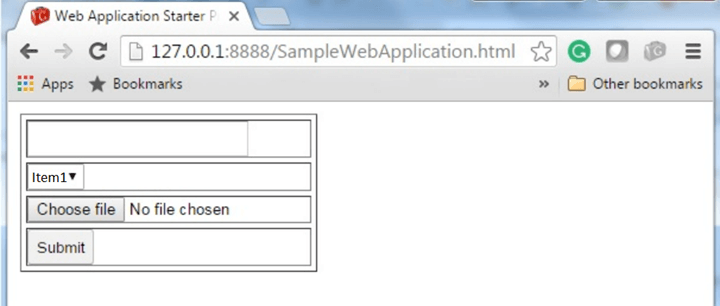 Web Application Starter P
127.0.0.1:8888/SampleWebApplication.html
Apps Bookmarks » Other bookmarks
Item1▼
Choose file No file chosen
Submit